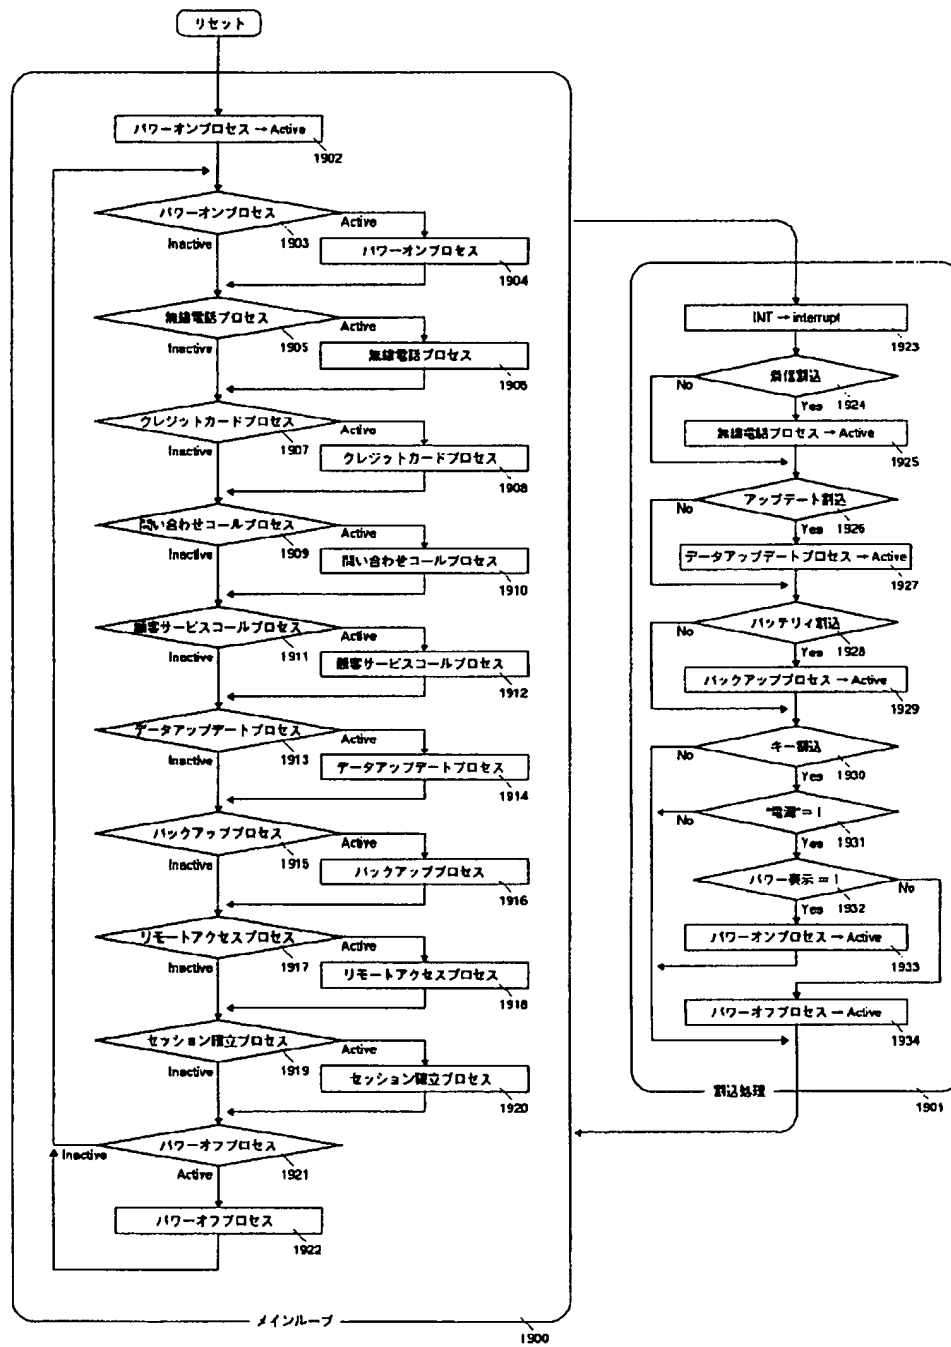 リセット
パワーオンプロセス → Active
1902
パワーオンプロセス
Active
1903
Inactive
パワーオンプロセス
1904
無線電話プロセス
Active
1905
Inactive
無線電話プロセス
1906
クレジットカードプロセス
Active
1907
Inactive
クレジットカードプロセス
1908
問い合わせコールプロセス
Active
1909
Inactive
問い合わせコールプロセス
1910
顧客サービスコールプロセス
Active
1911
Inactive
顧客サービスコールプロセス
1912
データアップデートプロセス
Active
1913
Inactive
データアップデートプロセス
1914
バックアッププロセス
Active
1915
Inactive
バックアッププロセス
1916
リモートアクセスプロセス
Active
1917
Inactive
リモートアクセスプロセス
1918
セッション確立プロセス
Active
1919
Inactive
セッション確立プロセス
1920
パワーオフプロセス
Inactive
1921
Active
パワーオフプロセス
1922
メインループ
1900
INT → interrupt
1923
着信割込
No
1924
Yes
無線電話プロセス → Active
1925
アップデート割込
No
1926
Yes
データアップデートプロセス → Active
1927
バッテリィ割込
No
1928
Yes
バックアッププロセス → Active
1929
キー割込
No
1930
Yes
"電源" = 1
No
1931
Yes
パワー表示 = 1
No
1932
Yes
パワーオンプロセス → Active
1933
パワーオフプロセス → Active
1934
割込処理
1901